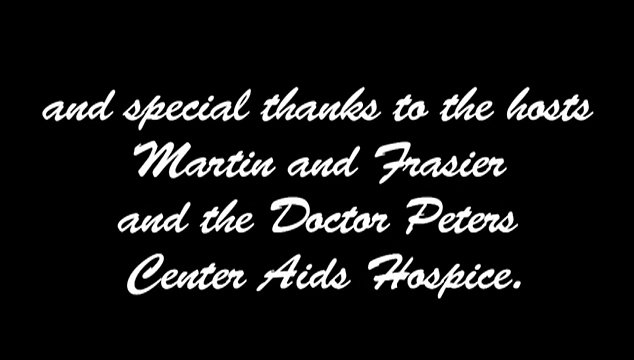 and special thanks to the hosts
Martin and Frasier
and the Doctor Peters
Center Aids Hospice.